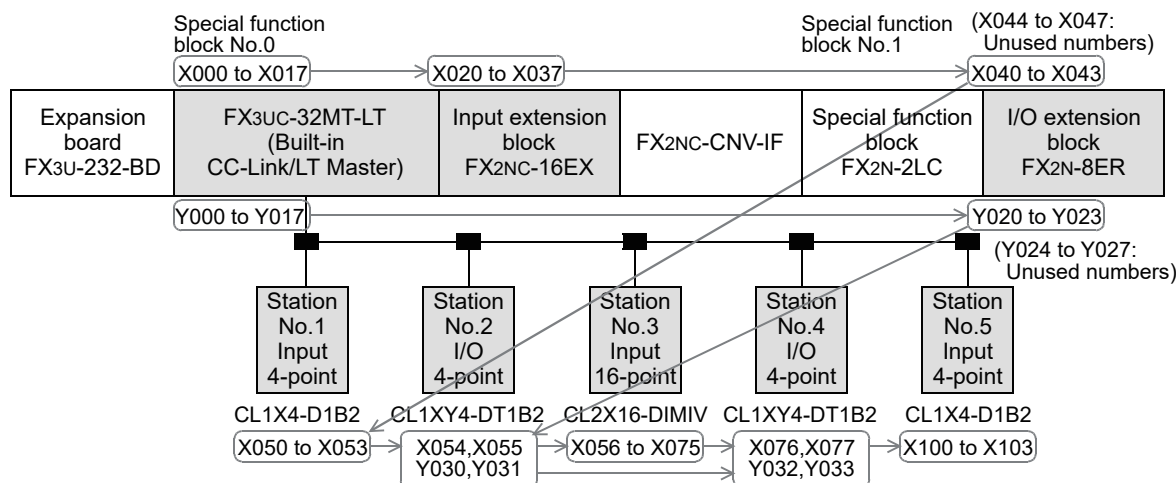 Special function
block No.0
Special function
block No.1
(X044 to X047:
Unused numbers)
X000 to X017
X020 to X037
X040 to X043
Expansion
board
FX3U-232-BD
FX3UC-32MT-LT
(Built-in
CC-Link/LT Master)
Input extension
block
FX2NC-16EX
FX2NC-CNV-IF
Special function
block
FX2N-2LC
I/O extension
block
FX2N-8ER
Y000 to Y017
Y020 to Y023
(Y024 to Y027:
Unused numbers)
Station
No.1
Input
4-point
Station
No.2
I/O
4-point
Station
No.3
Input
16-point
Station
No.4
I/O
4-point
Station
No.5
Input
4-point
CL1X4-D1B2
CL1XY4-DT1B2
CL2X16-DIMIV
CL1XY4-DT1B2
CL1X4-D1B2
X050 to X053
X054,X055
Y030,Y031
X056 to X075
X076,X077
Y032,Y033
X100 to X103